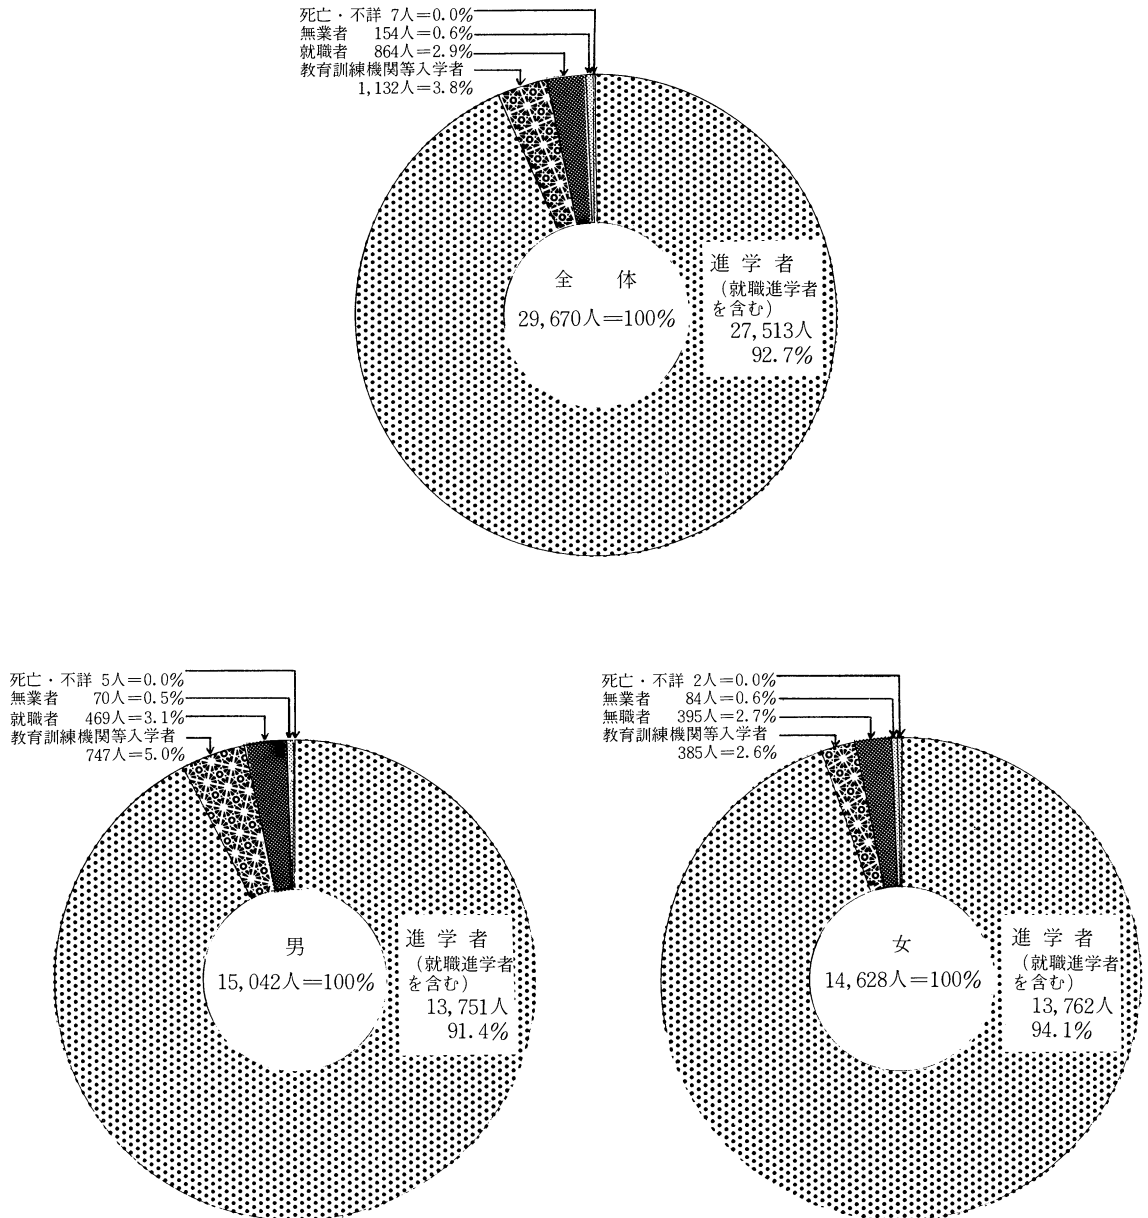 死亡・不詳 7人=0.0%
無業者 154人=0.6%
就職者 864人=2.9%
教育訓練機関等入学者
1,132人=3.8%
全 体
29,670人=100%
進学者
(就職進学者
を含む)
27,513人
92.7%
死亡・不詳 5人=0.0%
無業者 70人=0.5%
就職者 469人=3.1%
教育訓練機関等入学者
747人=5.0%
男
15,042人=100%
進学者
(就職進学者
を含む)
13,751人
91.4%
死亡・不詳 2人=0.0%
無業者 84人=0.6%
無職者 395人=2.7%
教育訓練機関等入学者
385人=2.6%
女
14,628人=100%
進学者
(就職進学者
を含む)
13,762人
94.1%